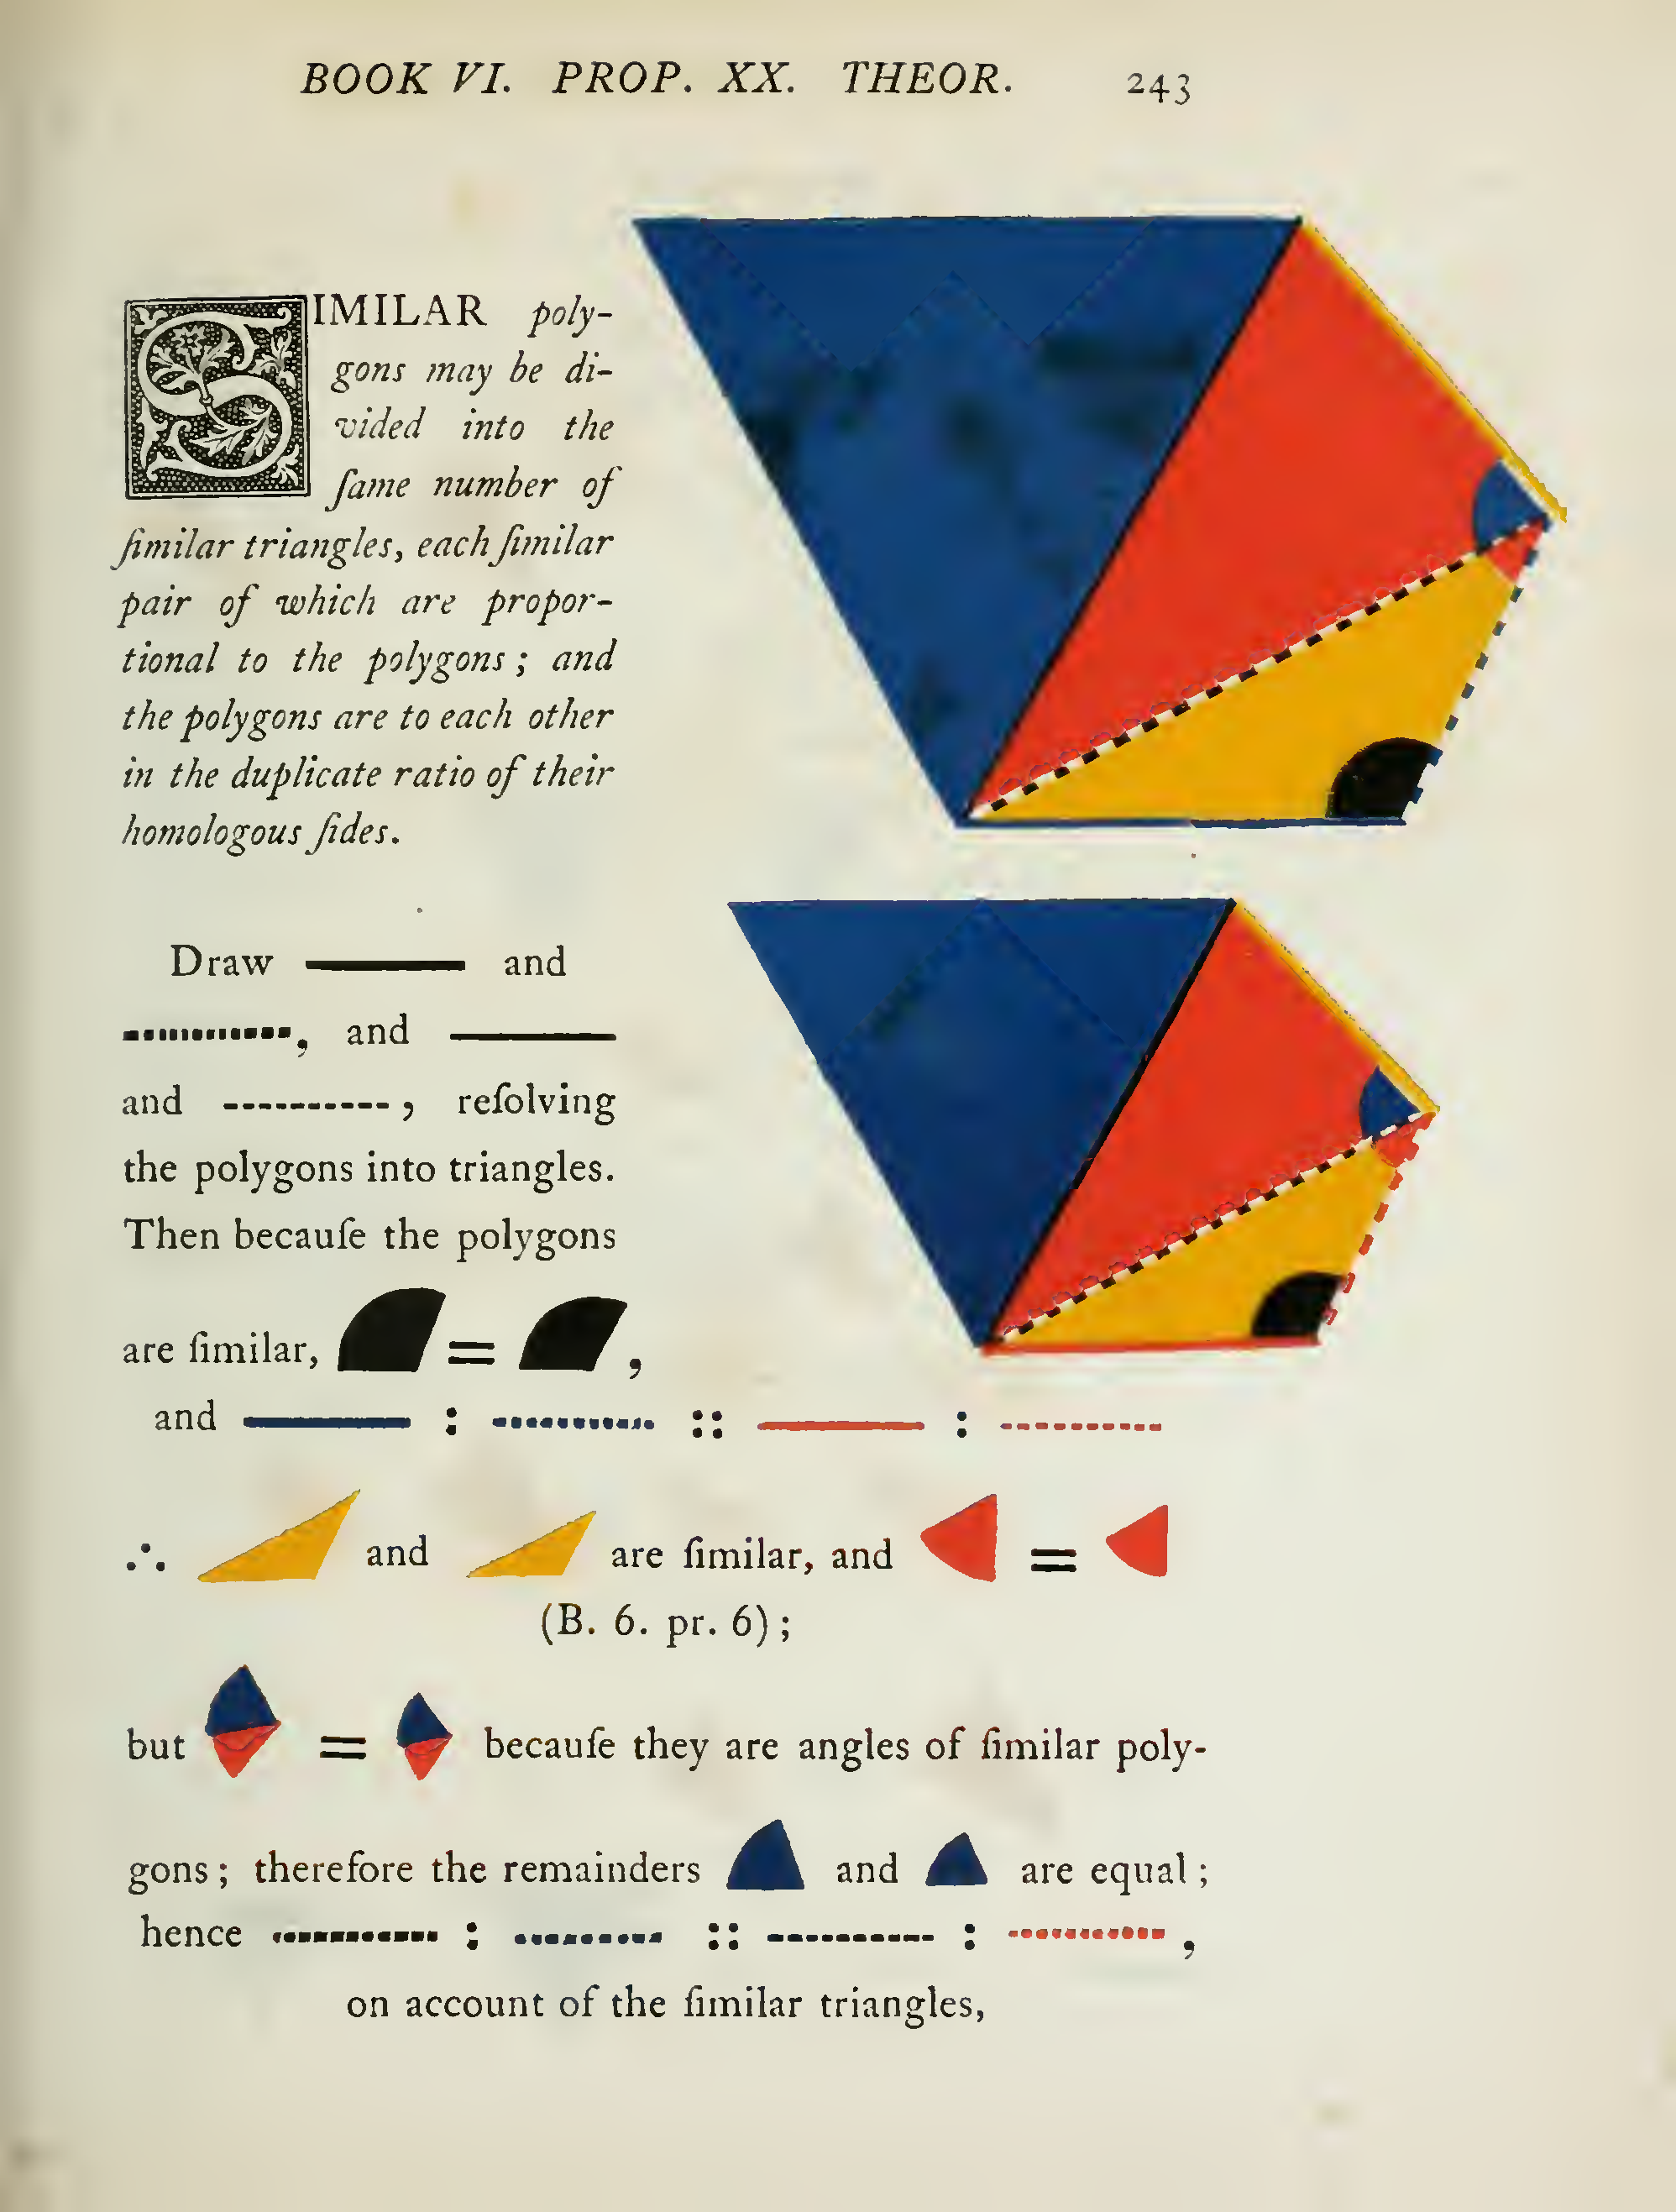 BOOK VI. PROP. XX. THEOR. 243
SIMILAR poly-
gons may be di-
vided into the
ſame number of
ſimilar triangles, each ſimilar
pair of which are propor-
tional to the polygons; and
the polygons are to each other
in the duplicate ratio of their
homologous ſides.
Draw and
, and
and , reſolving
the polygons into triangles.
Then becauſe the polygons
are ſimilar, = ,
and : :: :
∴ and are ſimilar, and =
(B. 6. pr. 6);
but = becauſe they are angles of ſimilar poly-
gons; therefore the remainders and are equal;
hence : :: : ,
on account of the ſimilar triangles,